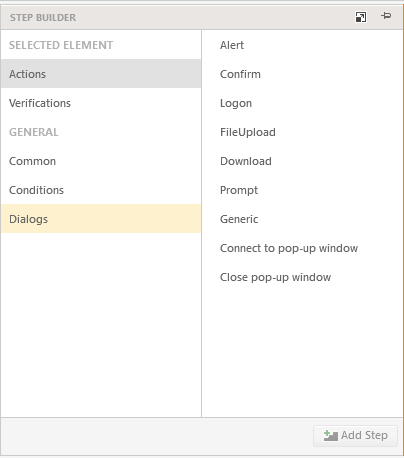 STEP BUILDER
SELECTED ELEMENT
Actions
Verifications
GENERAL
Common
Conditions
Dialogs
Alert
Confirm
Logon
FileUpload
Download
Prompt
Generic
Connect to pop-up window
Close pop-up window
Add Step